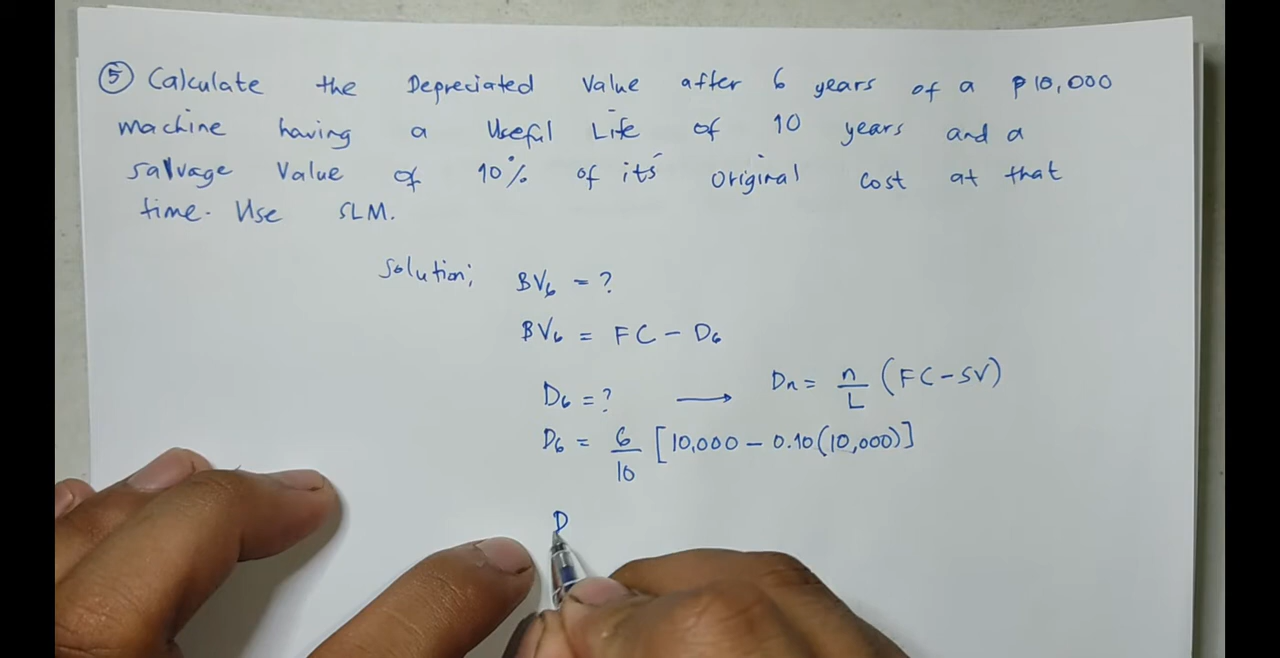 ⑤ Calculate the Depreciated Value after 6 years of a ₱10,000
machine having a Useful Life of 10 years and a
salvage Value of 10% of it's original cost at that
time. Use SLM.
Solution;
BV₆ = ?
BV₆ = FC - D₆
D₆ = ? → Dn = n/L (FC-SV)
D₆ = 6/10 [10,000 - 0.10(10,000)]
D